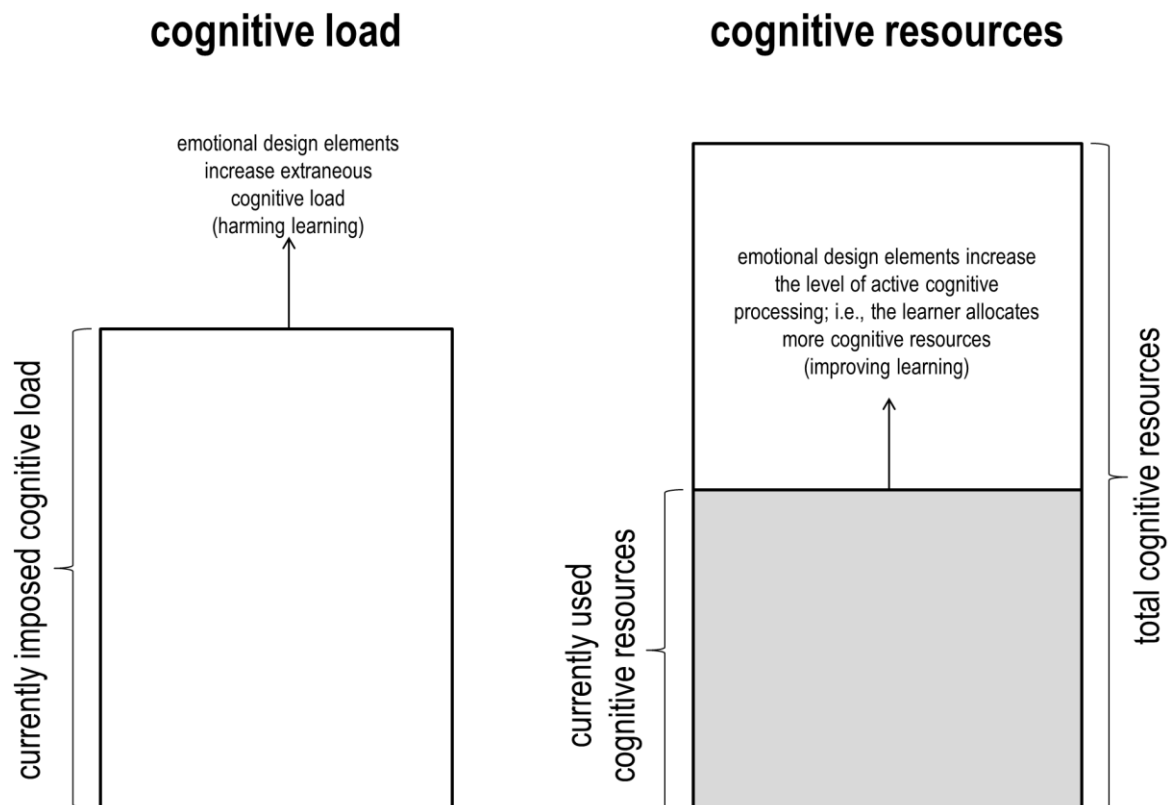 cognitive load
emotional design elements
increase extraneous
cognitive load
(harming learning)
currently imposed cognitive load
cognitive resources
emotional design elements increase
the level of active cognitive
processing; i.e., the learner allocates
more cognitive resources
(improving learning)
currently used
cognitive resources
total cognitive resources